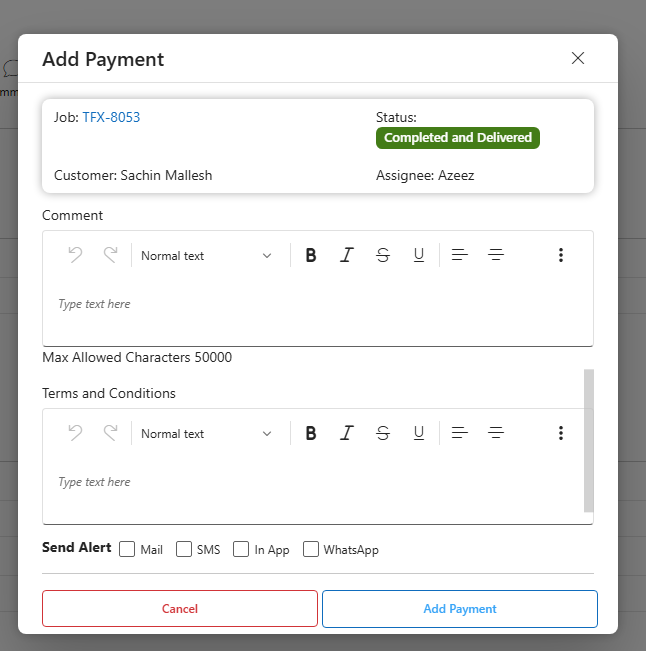 Add Payment
mm
Job: TFX-8053
Status:
Completed and Delivered
Customer: Sachin Mallesh
Assignee: Azeez
Comment
Normal text
B I S U
Type text here
Max Allowed Characters 50000
Terms and Conditions
Normal text
B I S U
Type text here
Send Alert Mail SMS In App WhatsApp
Cancel
Add Payment